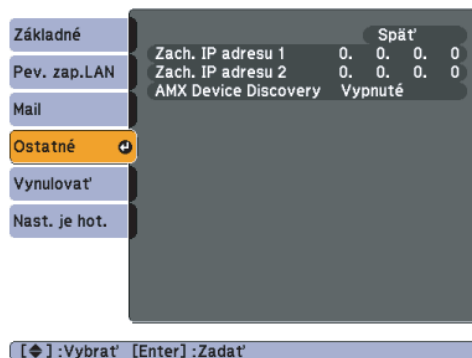 Základné
Pev. zap.LAN
Mail
Ostatné
Vynulovať
Nast. je hot.
Späť
Zach. IP adresu 1 0. 0. 0. 0
Zach. IP adresu 2 0. 0. 0. 0
AMX Device Discovery Vypnuté
[◆] :Vybrať [Enter] :Zadať